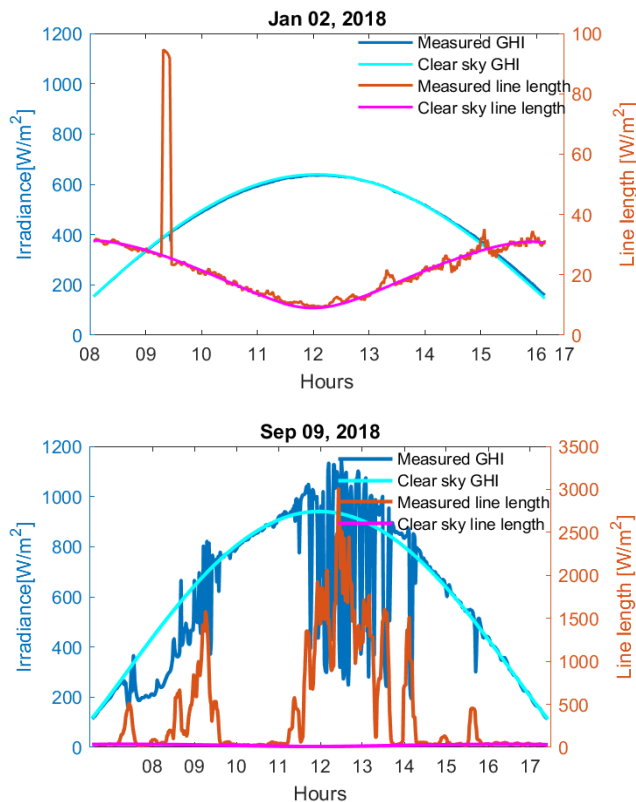 Jan 02, 2018
1200 100
Measured GHI
Clear sky GHI
Measured line length
Clear sky line length
1000
80
800
60
600
40
400
20
200
0 0
Irradiance[W/m²]
Line length [W/m²]
08 09 10 11 12 13 14 15 16 17
Hours
Sep 09, 2018
1200 3500
Measured GHI
Clear sky GHI
Measured line length
Clear sky line length
3000
1000
2500
800
2000
600
1500
400
1000
200
500
0 0
Irradiance[W/m²]
Line length [W/m²]
08 09 10 11 12 13 14 15 16 17
Hours